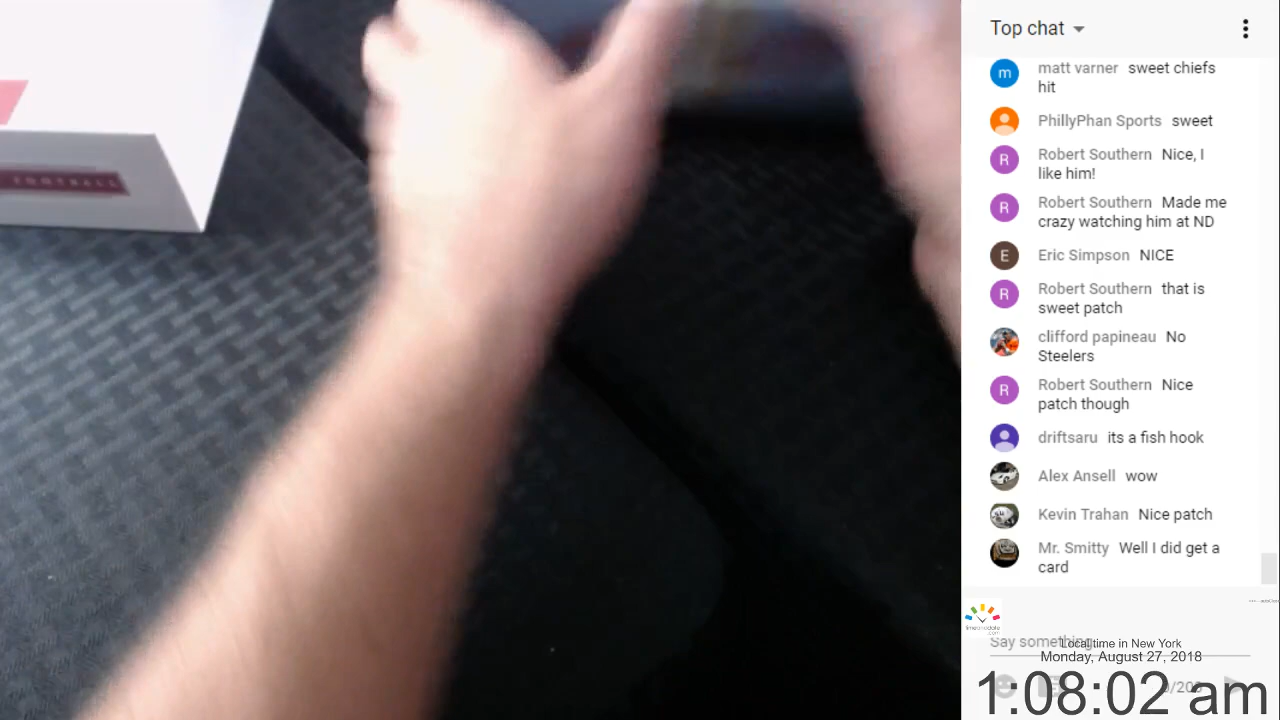 FOOTBALL
Top chat
matt varner sweet chiefs
hit
PhillyPhan Sports sweet
Robert Southern Nice, I
like him!
Robert Southern Made me
crazy watching him at ND
Eric Simpson NICE
Robert Southern that is
sweet patch
clifford papineau No
Steelers
Robert Southern Nice
patch though
driftsaru its a fish hook
Alex Ansell wow
Kevin Trahan Nice patch
Mr. Smitty Well I did get a
card
Say something...
Local time in New York
Monday, August 27, 2018
1:08:02 am